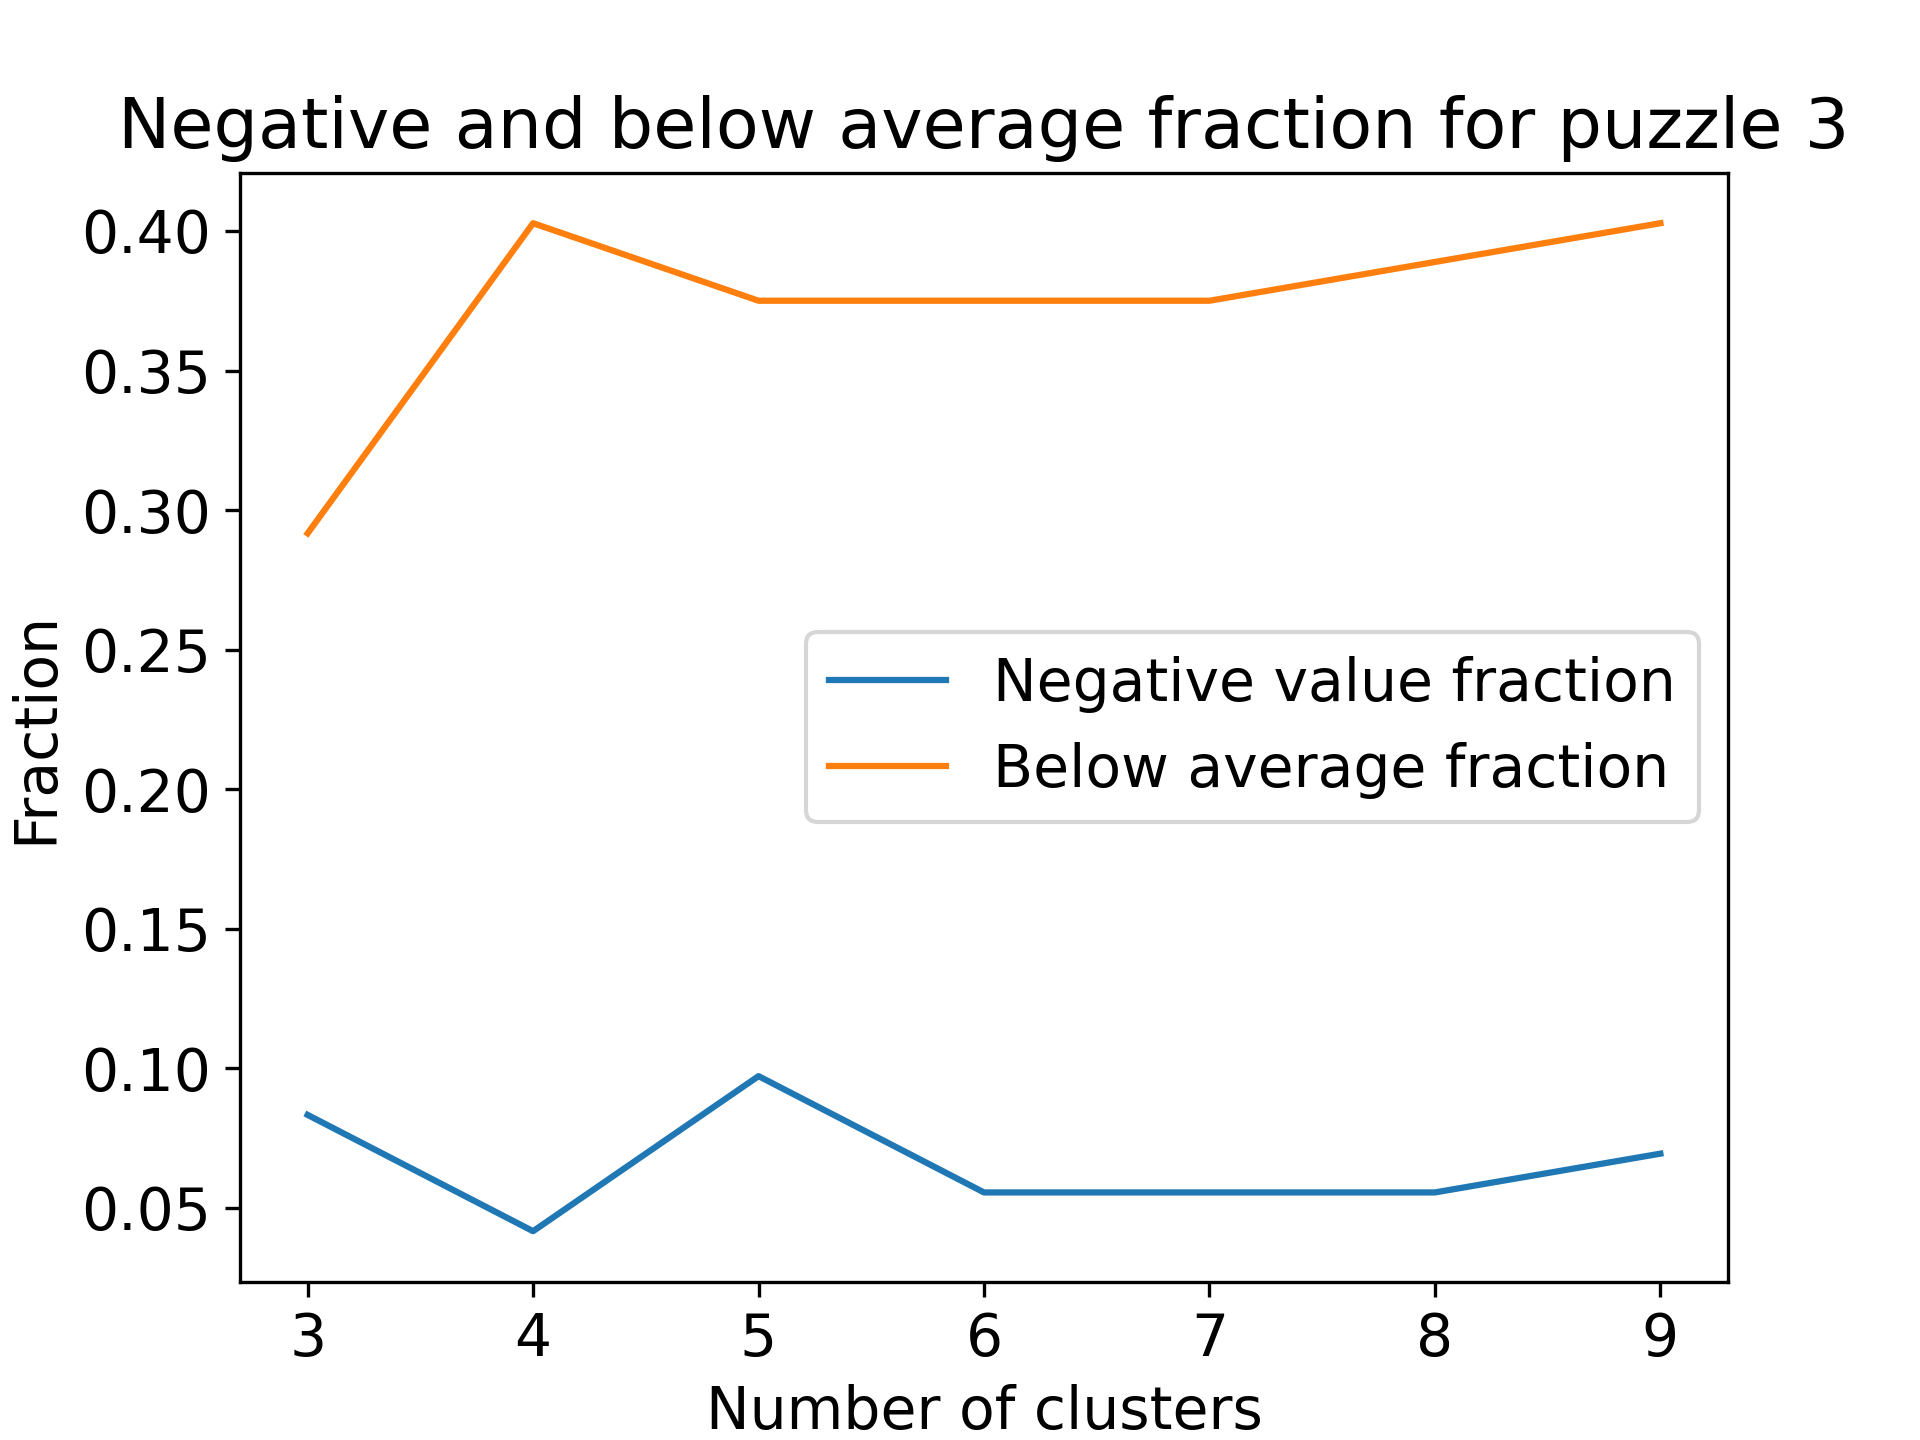 Negative and below average fraction for puzzle 3
0.40
0.35
0.30
0.25
0.20
0.15
0.10
0.05
Fraction
Negative value fraction
Below average fraction
3 4 5 6 7 8 9
Number of clusters